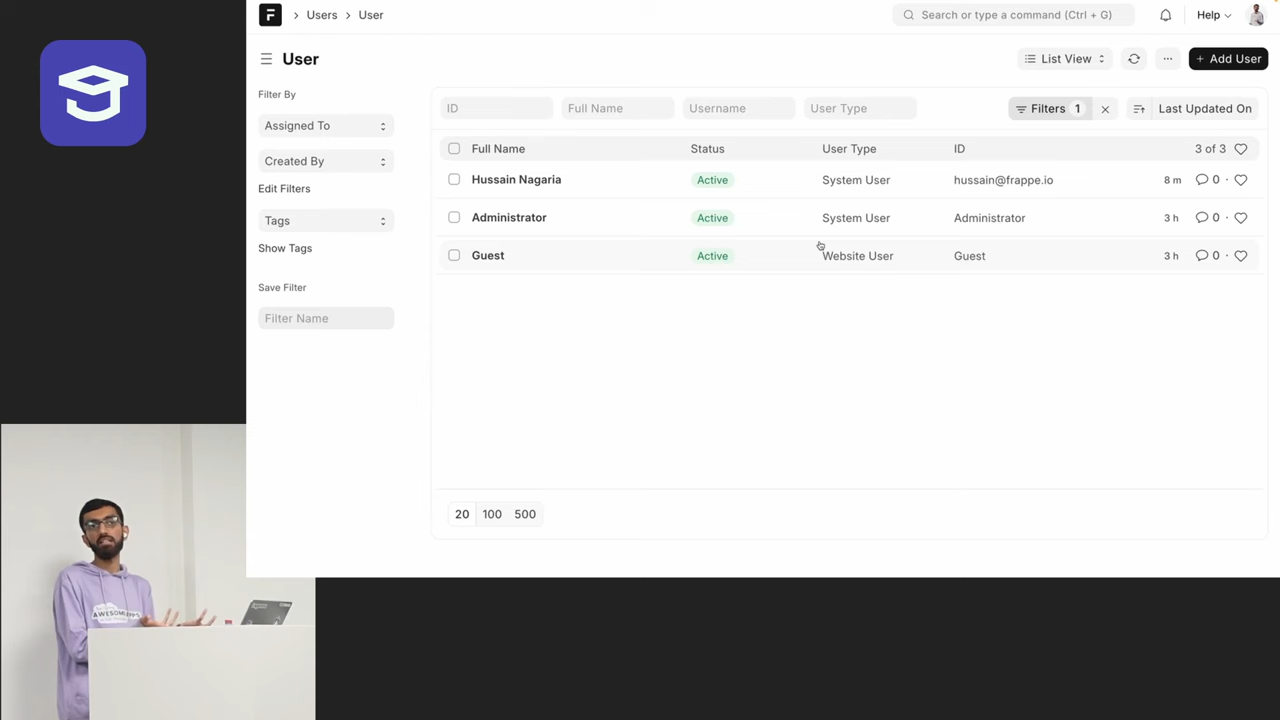 Users
User
Search or type a command (Ctrl + G)
Help
User
List View
Add User
Filter By
Assigned To
Created By
Edit Filters
Tags
Show Tags
Save Filter
Filter Name
ID
Full Name
Username
User Type
Filters 1
Last Updated On
Full Name Status User Type ID 3 of 3
Hussain Nagaria Active System User hussain@frappe.io 8 m 0
Administrator Active System User Administrator 3 h 0
Guest Active Website User Guest 3 h 0
20 100 500
AWESOME